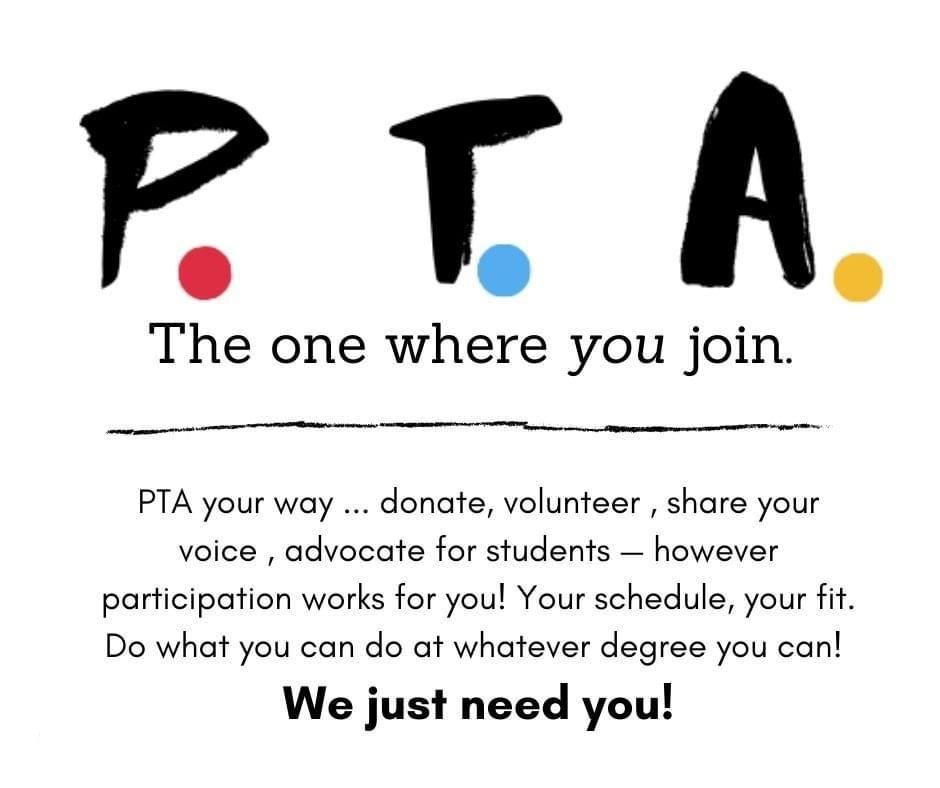 P.T.A.
The one where you join.
PTA your way ... donate, volunteer , share your
voice , advocate for students — however
participation works for you! Your schedule, your fit.
Do what you can do at whatever degree you can!
We just need you!